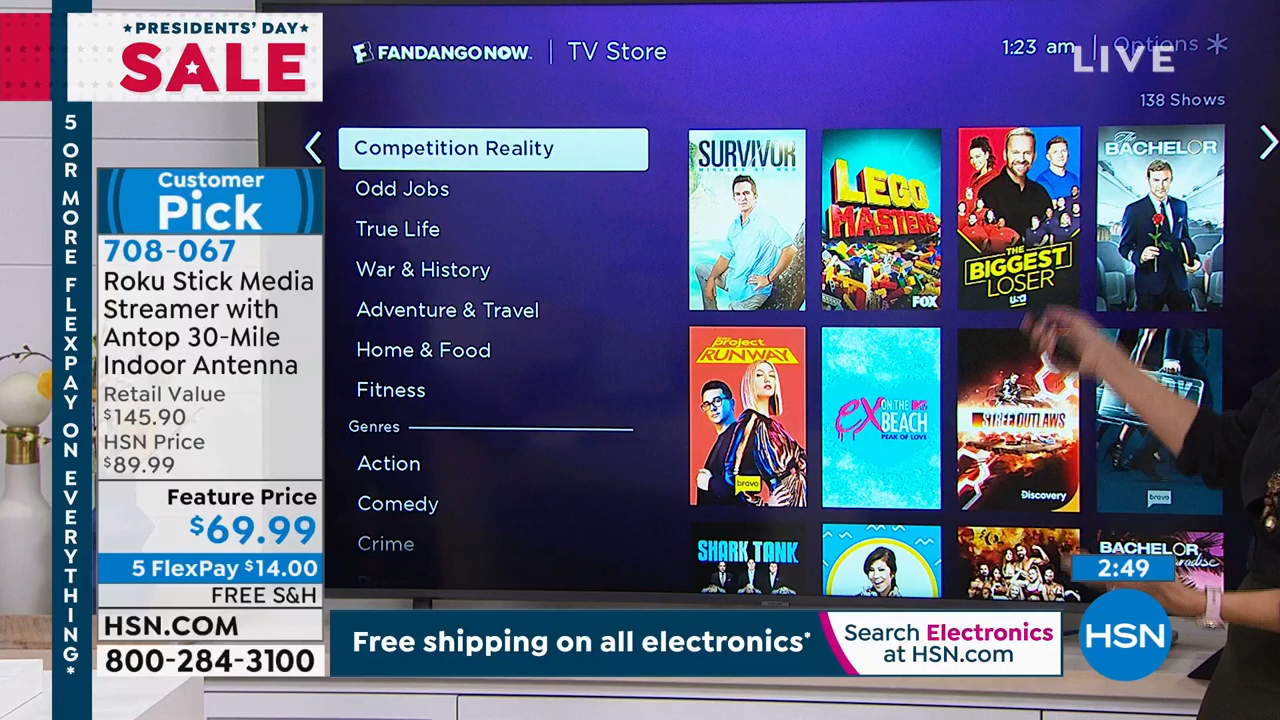 ★PRESIDENTS' DAY★
SALE
5 OR MORE FLEXPAY ON EVERYTHING*
Customer
Pick
708-067
Roku Stick Media
Streamer with
Antop 30-Mile
Indoor Antenna
Retail Value
$145.90
HSN Price
$89.99
Feature Price
$69.99
5 FlexPay $14.00
FREE S&H
HSN.COM
800-284-3100
FANDANGONOW. | TV Store
1:23 am | Options
LIVE
138 Shows
Competition Reality
Odd Jobs
True Life
War & History
Adventure & Travel
Home & Food
Fitness
Genres
Action
Comedy
Crime
SURVIVOR
WINNERS AT WAR
LEGO
MASTERS
FOX
THE
BIGGEST
LOSER
USA
The
BACHELOR
project
RUNWAY
bravo
eX ON THE MTV
BEACH
PEAK OF LOVE
STREET OUTLAWS
Discovery
bravo
SHARK TANK
BACHELOR
Paradise
2:49
HSN
Free shipping on all electronics*
Search Electronics
at HSN.com